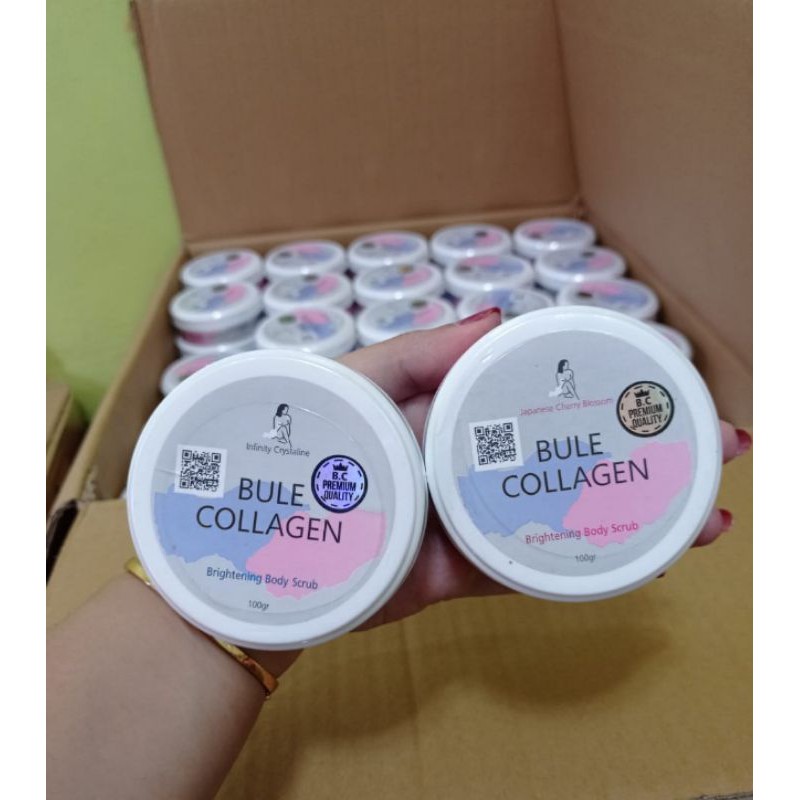 Infinity Crystaline
B.C
PREMIUM
QUALITY
BULE
COLLAGEN
Brightening Body Scrub
100gr
Japanese Cherry Blossom
B.C
PREMIUM
QUALITY
BULE
COLLAGEN
Brightening Body Scrub
100gr